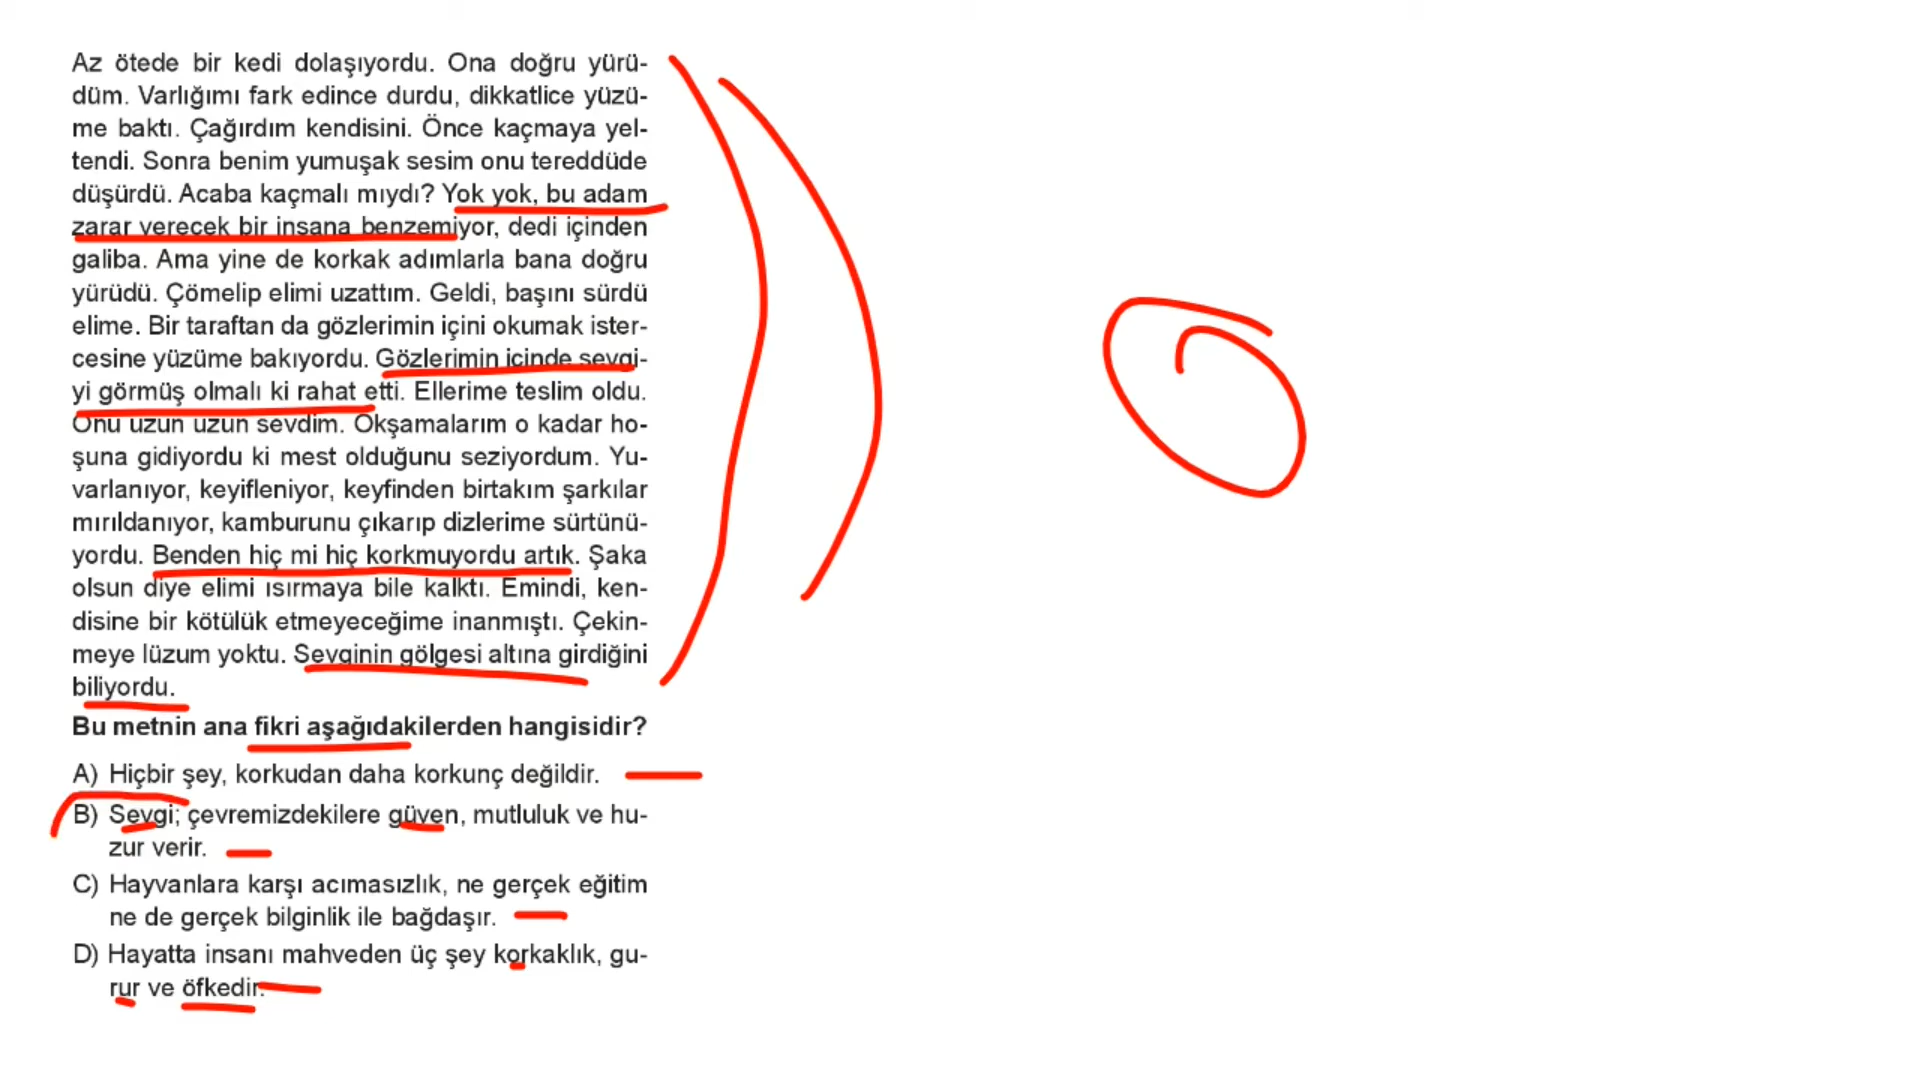 Az ötede bir kedi dolaşıyordu. Ona doğru yürü-
düm. Varlığımı fark edince durdu, dikkatlice yüzü-
me baktı. Çağırdım kendisini. Önce kaçmaya yel-
tendi. Sonra benim yumuşak sesim onu tereddüde
düşürdü. Acaba kaçmalı mıydı? Yok yok, bu adam
zarar verecek bir insana benzemiyor, dedi içinden
galiba. Ama yine de korkak adımlarla bana doğru
yürüdü. Çömelip elimi uzattım. Geldi, başını sürdü
elime. Bir taraftan da gözlerimin içini okumak ister-
cesine yüzüme bakıyordu. Gözlerimin içinde sevgi-
yi görmüş olmalı ki rahat etti. Ellerime teslim oldu.
Onu uzun uzun sevdim. Okşamalarım o kadar ho-
şuna gidiyordu ki mest olduğunu seziyordum. Yu-
varlanıyor, keyifleniyor, keyfinden birtakım şarkılar
mırıldanıyor, kamburunu çıkarıp dizlerime sürtünü-
yordu. Benden hiç mi hiç korkmuyordu artık. Şaka
olsun diye elimi ısırmaya bile kalktı. Emindi, ken-
disine bir kötülük etmeyeceğime inanmıştı. Çekin-
meye lüzum yoktu. Sevginin gölgesi altına girdiğini
biliyordu.
Bu metnin ana fikri aşağıdakilerden hangisidir?
A) Hiçbir şey, korkudan daha korkunç değildir.
B) Sevgi; çevremizdekilere güven, mutluluk ve hu-
zur verir.
C) Hayvanlara karşı acımasızlık, ne gerçek eğitim
ne de gerçek bilginlik ile bağdaşır.
D) Hayatta insanı mahveden üç şey korkaklık, gu-
rur ve öfkedir.